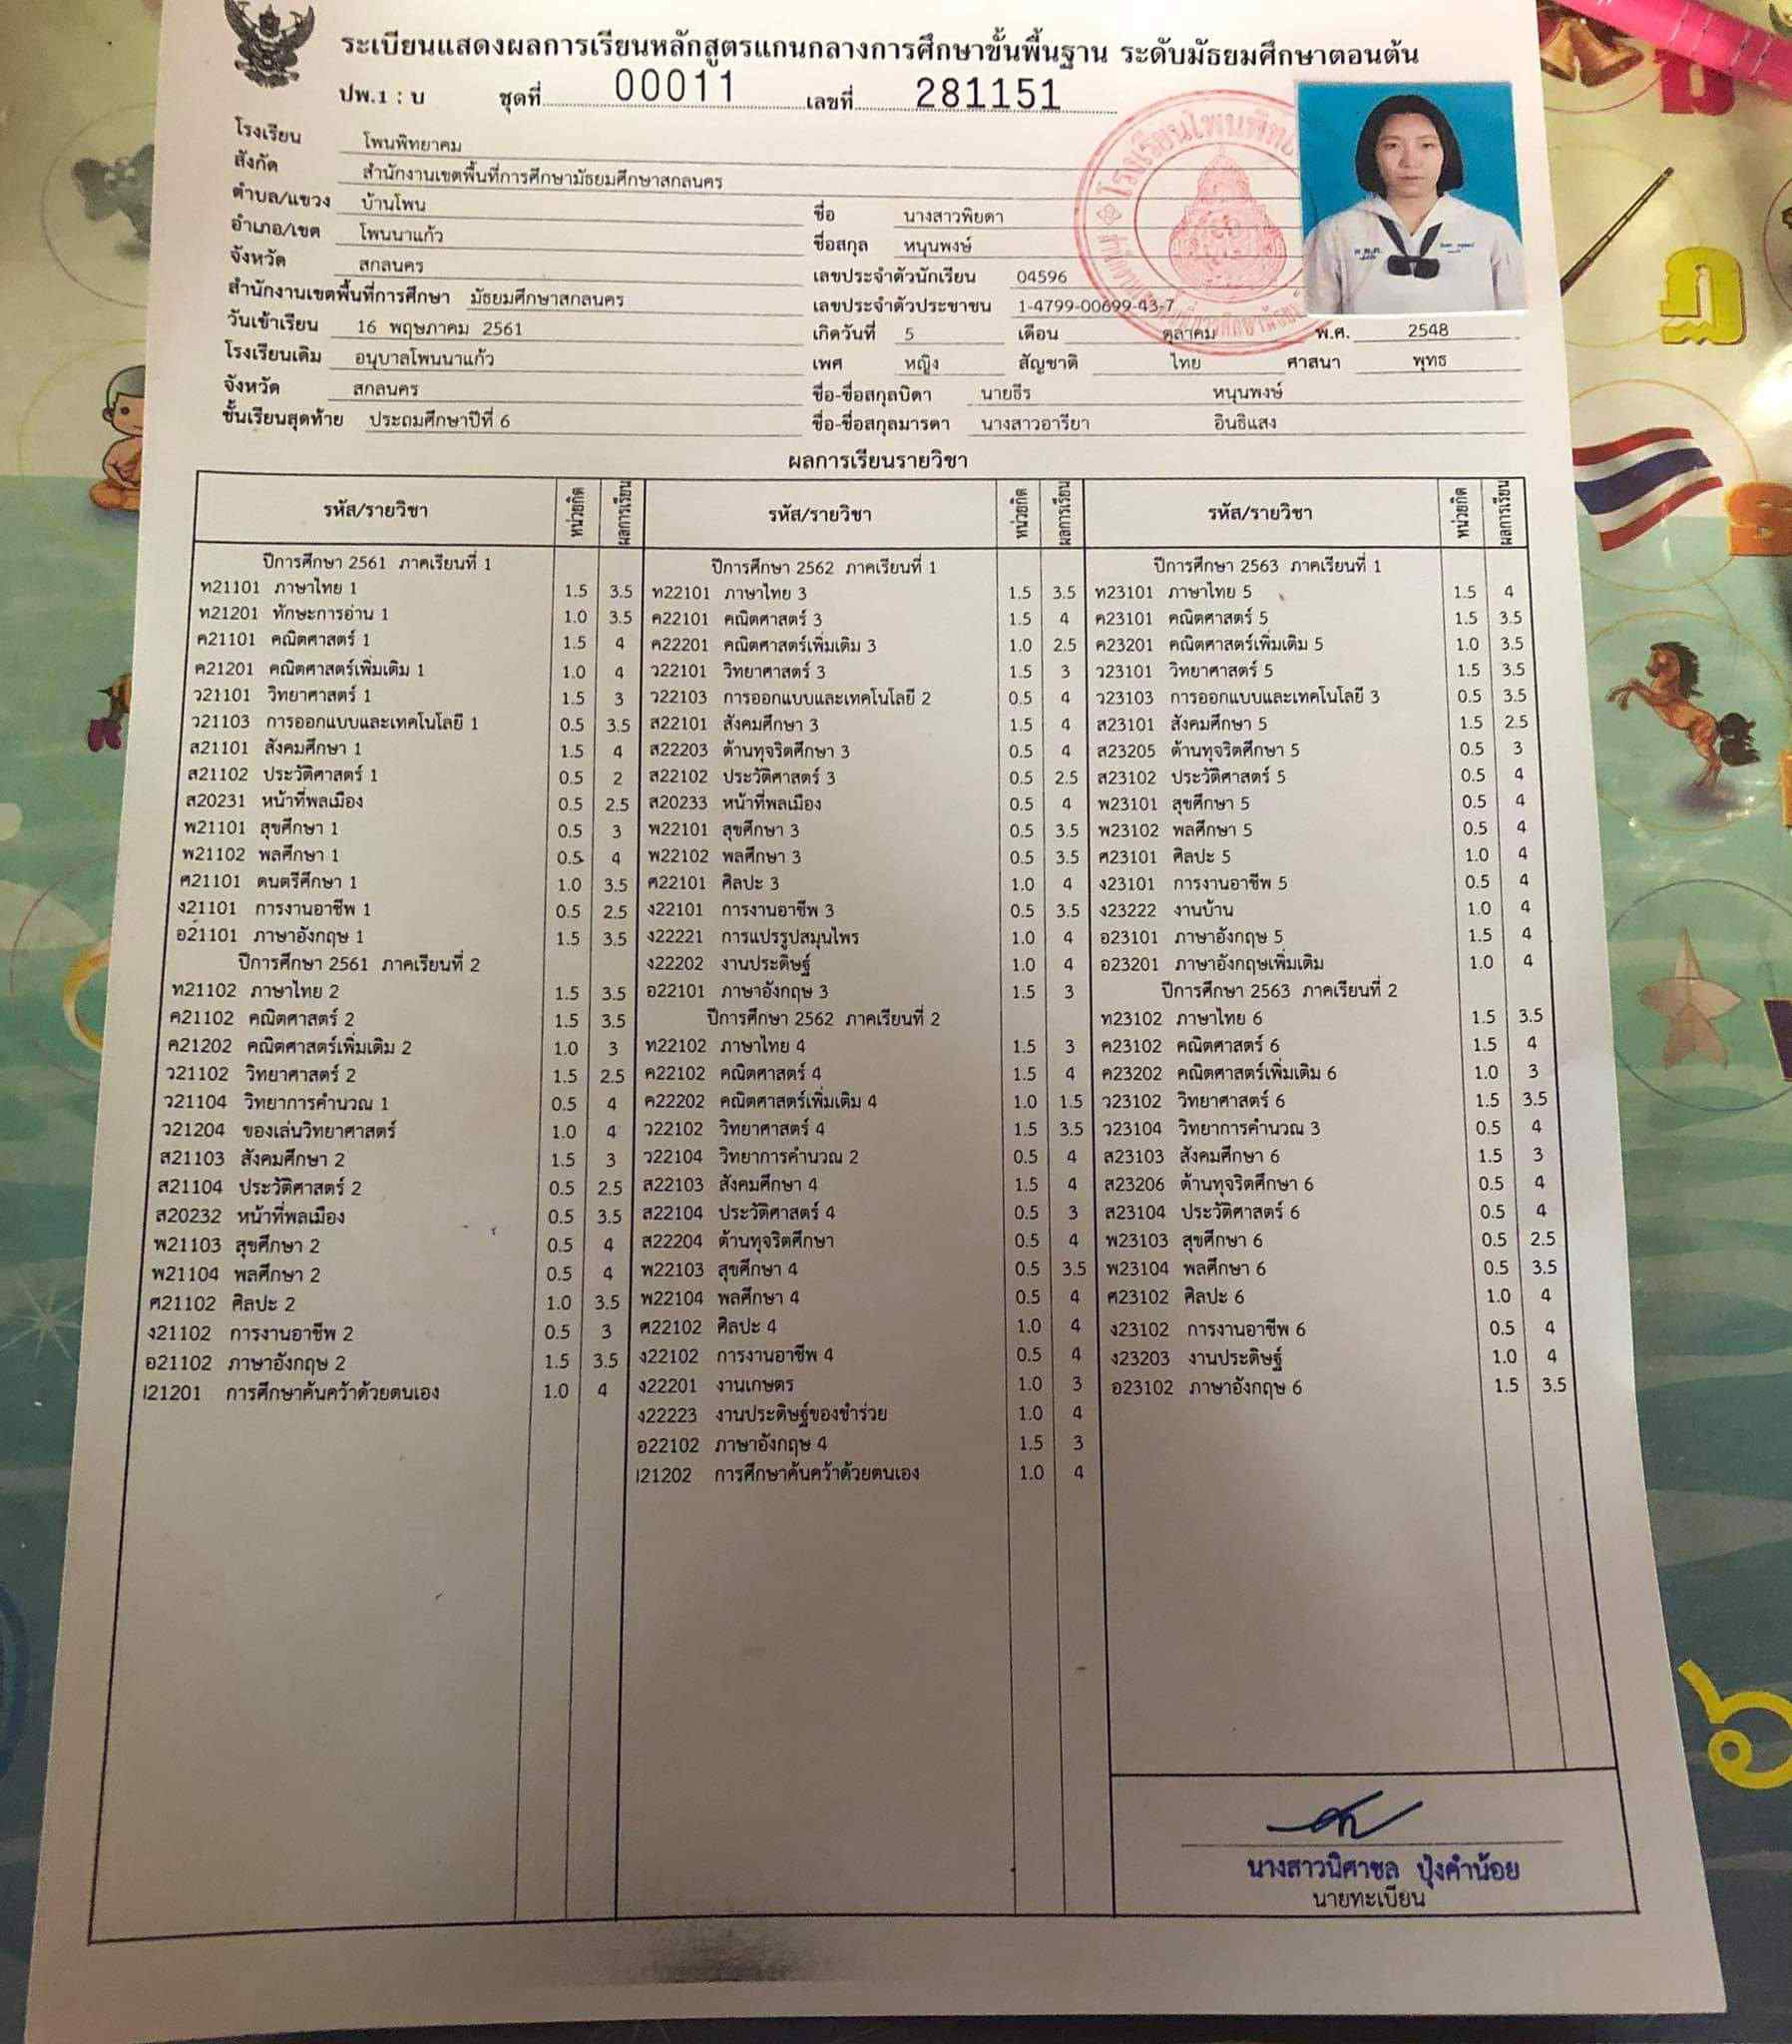 ระเบียนแสดงผลการเรียนหลักสูตรแกนกลางการศึกษาขั้นพื้นฐาน ระดับมัธยมศึกษาตอนต้น
ปพ.1 : บ ชุดที่ 00011 เลขที่ 281151
โรงเรียน โพนพิทยาคม
สังกัด สำนักงานเขตพื้นที่การศึกษามัธยมศึกษาสกลนคร
ตำบล/แขวง บ้านโพน
อำเภอ/เขต โพนนาแก้ว
จังหวัด สกลนคร
สำนักงานเขตพื้นที่การศึกษา มัธยมศึกษาสกลนคร
วันเข้าเรียน 16 พฤษภาคม 2561
โรงเรียนเดิม อนุบาลโพนนาแก้ว
จังหวัด สกลนคร
ชั้นเรียนสุดท้าย ประถมศึกษาปีที่ 6
ชื่อ นางสาวพิยดา
ชื่อสกุล หนุนพงษ์
เลขประจำตัวนักเรียน 04596
เลขประจำตัวประชาชน 1-4799-00699-43-7
เกิดวันที่ 5 เดือน ตุลาคม พ.ศ. 2548
เพศ หญิง สัญชาติ ไทย ศาสนา พุทธ
ชื่อ-ชื่อสกุลบิดา นายธีร หนุนพงษ์
ชื่อ-ชื่อสกุลมารดา นางสาวอารียา อินธิแสง
ผลการเรียนรายวิชา
รหัส/รายวิชา หน่วยกิต ผลการเรียน
ปีการศึกษา 2561 ภาคเรียนที่ 1
ท21101 ภาษาไทย 1 1.5 3.5
ท21201 ทักษะการอ่าน 1 1.0 3.5
ค21101 คณิตศาสตร์ 1 1.5 4
ค21201 คณิตศาสตร์เพิ่มเติม 1 1.0 4
ว21101 วิทยาศาสตร์ 1 1.5 3
ว21103 การออกแบบและเทคโนโลยี 1 0.5 3.5
ส21101 สังคมศึกษา 1 1.5 4
ส21102 ประวัติศาสตร์ 1 0.5 2
ส20231 หน้าที่พลเมือง 0.5 2.5
พ21101 สุขศึกษา 1 0.5 3
พ21102 พลศึกษา 1 0.5 4
ศ21101 ดนตรีศึกษา 1 1.0 3.5
ง21101 การงานอาชีพ 1 0.5 2.5
อ21101 ภาษาอังกฤษ 1 1.5 3.5
ปีการศึกษา 2561 ภาคเรียนที่ 2
ท21102 ภาษาไทย 2 1.5 3.5
ค21102 คณิตศาสตร์ 2 1.5 3.5
ค21202 คณิตศาสตร์เพิ่มเติม 2 1.0 3
ว21102 วิทยาศาสตร์ 2 1.5 2.5
ว21104 วิทยาการคำนวณ 1 0.5 4
ว21204 ของเล่นวิทยาศาสตร์ 1.0 4
ส21103 สังคมศึกษา 2 1.5 3
ส21104 ประวัติศาสตร์ 2 0.5 2.5
ส20232 หน้าที่พลเมือง 0.5 3.5
พ21103 สุขศึกษา 2 0.5 4
พ21104 พลศึกษา 2 0.5 4
ศ21102 ศิลปะ 2 1.0 3.5
ง21102 การงานอาชีพ 2 0.5 3
อ21102 ภาษาอังกฤษ 2 1.5 3.5
I21201 การศึกษาค้นคว้าด้วยตนเอง 1.0 4
รหัส/รายวิชา หน่วยกิต ผลการเรียน
ปีการศึกษา 2562 ภาคเรียนที่ 1
ท22101 ภาษาไทย 3 1.5 3.5
ค22101 คณิตศาสตร์ 3 1.5 4
ค22201 คณิตศาสตร์เพิ่มเติม 3 1.0 2.5
ว22101 วิทยาศาสตร์ 3 1.5 3
ว22103 การออกแบบและเทคโนโลยี 2 0.5 4
ส22101 สังคมศึกษา 3 1.5 4
ส22203 ต้านทุจริตศึกษา 3 0.5 4
ส22102 ประวัติศาสตร์ 3 0.5 2.5
ส20233 หน้าที่พลเมือง 0.5 4
พ22101 สุขศึกษา 3 0.5 3.5
พ22102 พลศึกษา 3 0.5 3.5
ศ22101 ศิลปะ 3 1.0 4
ง22101 การงานอาชีพ 3 0.5 3.5
ง22221 การแปรรูปสมุนไพร 1.0 4
ง22202 งานประดิษฐ์ 1.0 4
อ22101 ภาษาอังกฤษ 3 1.5 3
ปีการศึกษา 2562 ภาคเรียนที่ 2
ท22102 ภาษาไทย 4 1.5 3
ค22102 คณิตศาสตร์ 4 1.5 4
ค22202 คณิตศาสตร์เพิ่มเติม 4 1.0 1.5
ว22102 วิทยาศาสตร์ 4 1.5 3.5
ว22104 วิทยาการคำนวณ 2 0.5 4
ส22103 สังคมศึกษา 4 1.5 4
ส22104 ประวัติศาสตร์ 4 0.5 3
ส22204 ต้านทุจริตศึกษา 0.5 4
พ22103 สุขศึกษา 4 0.5 3.5
พ22104 พลศึกษา 4 0.5 4
ศ22102 ศิลปะ 4 1.0 4
ง22102 การงานอาชีพ 4 0.5 4
ง22201 งานเกษตร 1.0 3
ง22223 งานประดิษฐ์ของชำร่วย 1.0 4
อ22102 ภาษาอังกฤษ 4 1.5 3
I21202 การศึกษาค้นคว้าด้วยตนเอง 1.0 4
รหัส/รายวิชา หน่วยกิต ผลการเรียน
ปีการศึกษา 2563 ภาคเรียนที่ 1
ท23101 ภาษาไทย 5 1.5 4
ค23101 คณิตศาสตร์ 5 1.5 3.5
ค23201 คณิตศาสตร์เพิ่มเติม 5 1.0 3.5
ว23101 วิทยาศาสตร์ 5 1.5 3.5
ว23103 การออกแบบและเทคโนโลยี 3 0.5 3.5
ส23101 สังคมศึกษา 5 1.5 2.5
ส23205 ต้านทุจริตศึกษา 5 0.5 3
ส23102 ประวัติศาสตร์ 5 0.5 4
พ23101 สุขศึกษา 5 0.5 4
พ23102 พลศึกษา 5 0.5 4
ศ23101 ศิลปะ 5 1.0 4
ง23101 การงานอาชีพ 5 0.5 4
ง23222 งานบ้าน 1.0 4
อ23101 ภาษาอังกฤษ 5 1.5 4
อ23201 ภาษาอังกฤษเพิ่มเติม 1.0 4
ปีการศึกษา 2563 ภาคเรียนที่ 2
ท23102 ภาษาไทย 6 1.5 3.5
ค23102 คณิตศาสตร์ 6 1.5 4
ค23202 คณิตศาสตร์เพิ่มเติม 6 1.0 3
ว23102 วิทยาศาสตร์ 6 1.5 3.5
ว23104 วิทยาการคำนวณ 3 0.5 4
ส23103 สังคมศึกษา 6 1.5 3
ส23206 ต้านทุจริตศึกษา 6 0.5 4
ส23104 ประวัติศาสตร์ 6 0.5 4
พ23103 สุขศึกษา 6 0.5 2.5
พ23104 พลศึกษา 6 0.5 3.5
ศ23102 ศิลปะ 6 1.0 4
ง23102 การงานอาชีพ 6 0.5 4
ง23203 งานประดิษฐ์ 1.0 4
อ23102 ภาษาอังกฤษ 6 1.5 3.5
นางสาวนิศาชล ปุ่งคำน้อย
นายทะเบียน